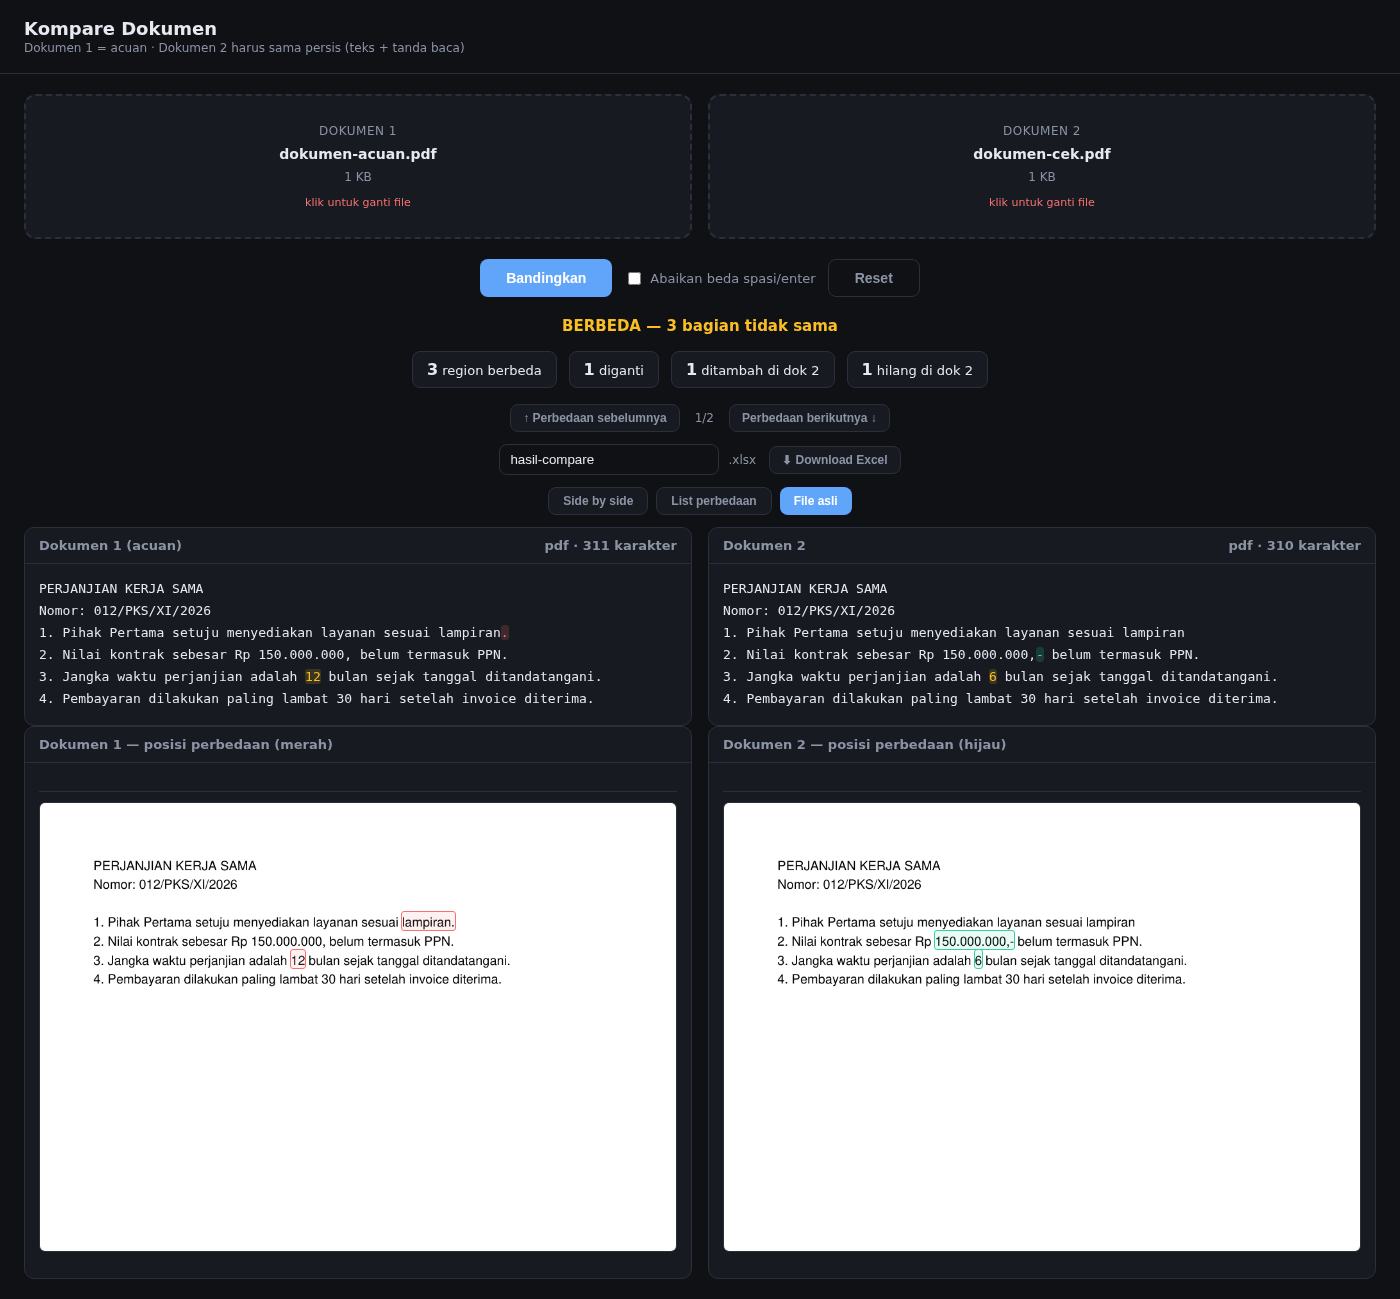 Kompare Dokumen
Dokumen 1 = acuan · Dokumen 2 harus sama persis (teks + tanda baca)
DOKUMEN 1
dokumen-acuan.pdf
1 KB
klik untuk ganti file
DOKUMEN 2
dokumen-cek.pdf
1 KB
klik untuk ganti file
Bandingkan
Abaikan beda spasi/enter
Reset
BERBEDA — 3 bagian tidak sama
3 region berbeda
1 diganti
1 ditambah di dok 2
1 hilang di dok 2
↑ Perbedaan sebelumnya
1/2
Perbedaan berikutnya ↓
hasil-compare
.xlsx
⬇ Download Excel
Side by side
List perbedaan
File asli
Dokumen 1 (acuan)
pdf · 311 karakter
PERJANJIAN KERJA SAMA
Nomor: 012/PKS/XI/2026
1. Pihak Pertama setuju menyediakan layanan sesuai lampiran.
2. Nilai kontrak sebesar Rp 150.000.000, belum termasuk PPN.
3. Jangka waktu perjanjian adalah 12 bulan sejak tanggal ditandatangani.
4. Pembayaran dilakukan paling lambat 30 hari setelah invoice diterima.
Dokumen 2
pdf · 310 karakter
PERJANJIAN KERJA SAMA
Nomor: 012/PKS/XI/2026
1. Pihak Pertama setuju menyediakan layanan sesuai lampiran
2. Nilai kontrak sebesar Rp 150.000.000,- belum termasuk PPN.
3. Jangka waktu perjanjian adalah 6 bulan sejak tanggal ditandatangani.
4. Pembayaran dilakukan paling lambat 30 hari setelah invoice diterima.
Dokumen 1 — posisi perbedaan (merah)
PERJANJIAN KERJA SAMA
Nomor: 012/PKS/XI/2026
1. Pihak Pertama setuju menyediakan layanan sesuai lampiran.
2. Nilai kontrak sebesar Rp 150.000.000, belum termasuk PPN.
3. Jangka waktu perjanjian adalah 12 bulan sejak tanggal ditandatangani.
4. Pembayaran dilakukan paling lambat 30 hari setelah invoice diterima.
Dokumen 2 — posisi perbedaan (hijau)
PERJANJIAN KERJA SAMA
Nomor: 012/PKS/XI/2026
1. Pihak Pertama setuju menyediakan layanan sesuai lampiran
2. Nilai kontrak sebesar Rp 150.000.000,- belum termasuk PPN.
3. Jangka waktu perjanjian adalah 6 bulan sejak tanggal ditandatangani.
4. Pembayaran dilakukan paling lambat 30 hari setelah invoice diterima.